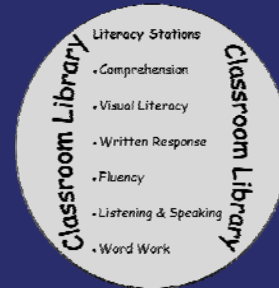 Classroom Library
Literacy Stations
• Comprehension
• Visual Literacy
• Written Response
• Fluency
• Listening & Speaking
• Word Work
Classroom Library